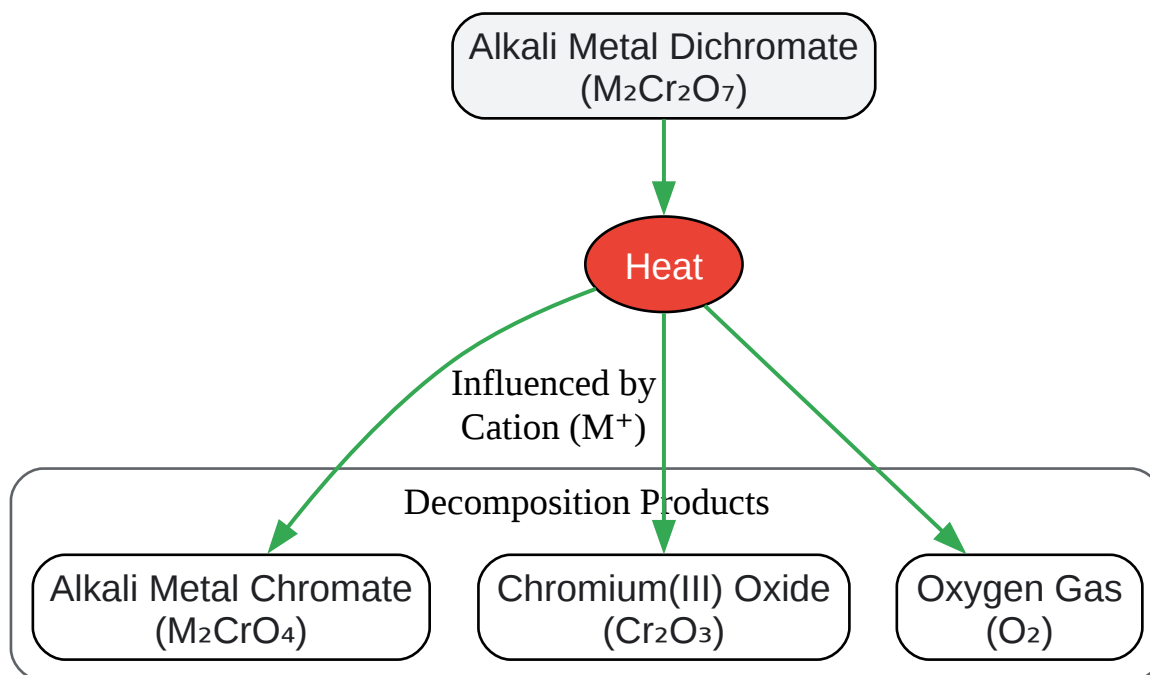 Alkali Metal Dichromate
(M₂Cr₂O₇)
Heat
Influenced by
Cation (M⁺)
Decomposition Products
Alkali Metal Chromate
(M₂CrO₄)
Chromium(III) Oxide
(Cr₂O₃)
Oxygen Gas
(O₂)